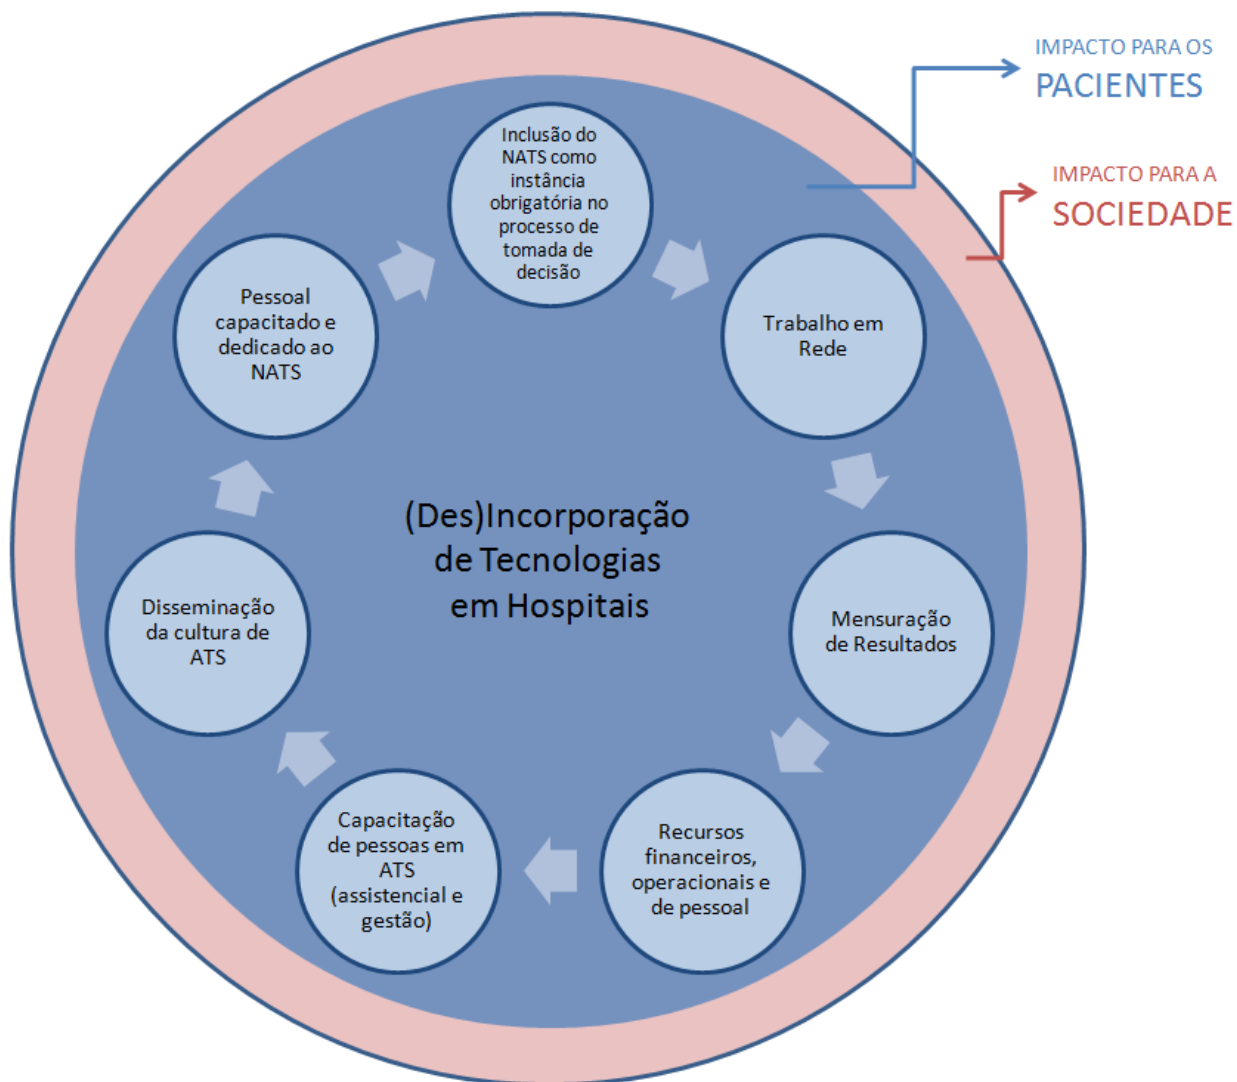 IMPACTO PARA OS
PACIENTES
IMPACTO PARA A
SOCIEDADE
Inclusão do
NATS como
instância
obrigatória no
processo de
tomada de
decisão
Trabalho em
Rede
Mensuração
de Resultados
Recursos
financeiros,
operacionais e
de pessoal
Capacitação
de pessoas em
ATS
(assistencial e
gestão)
Disseminação
da cultura de
ATS
Pessoal
capacitado e
dedicado ao
NATS
(Des)Incorporação
de Tecnologias
em Hospitais